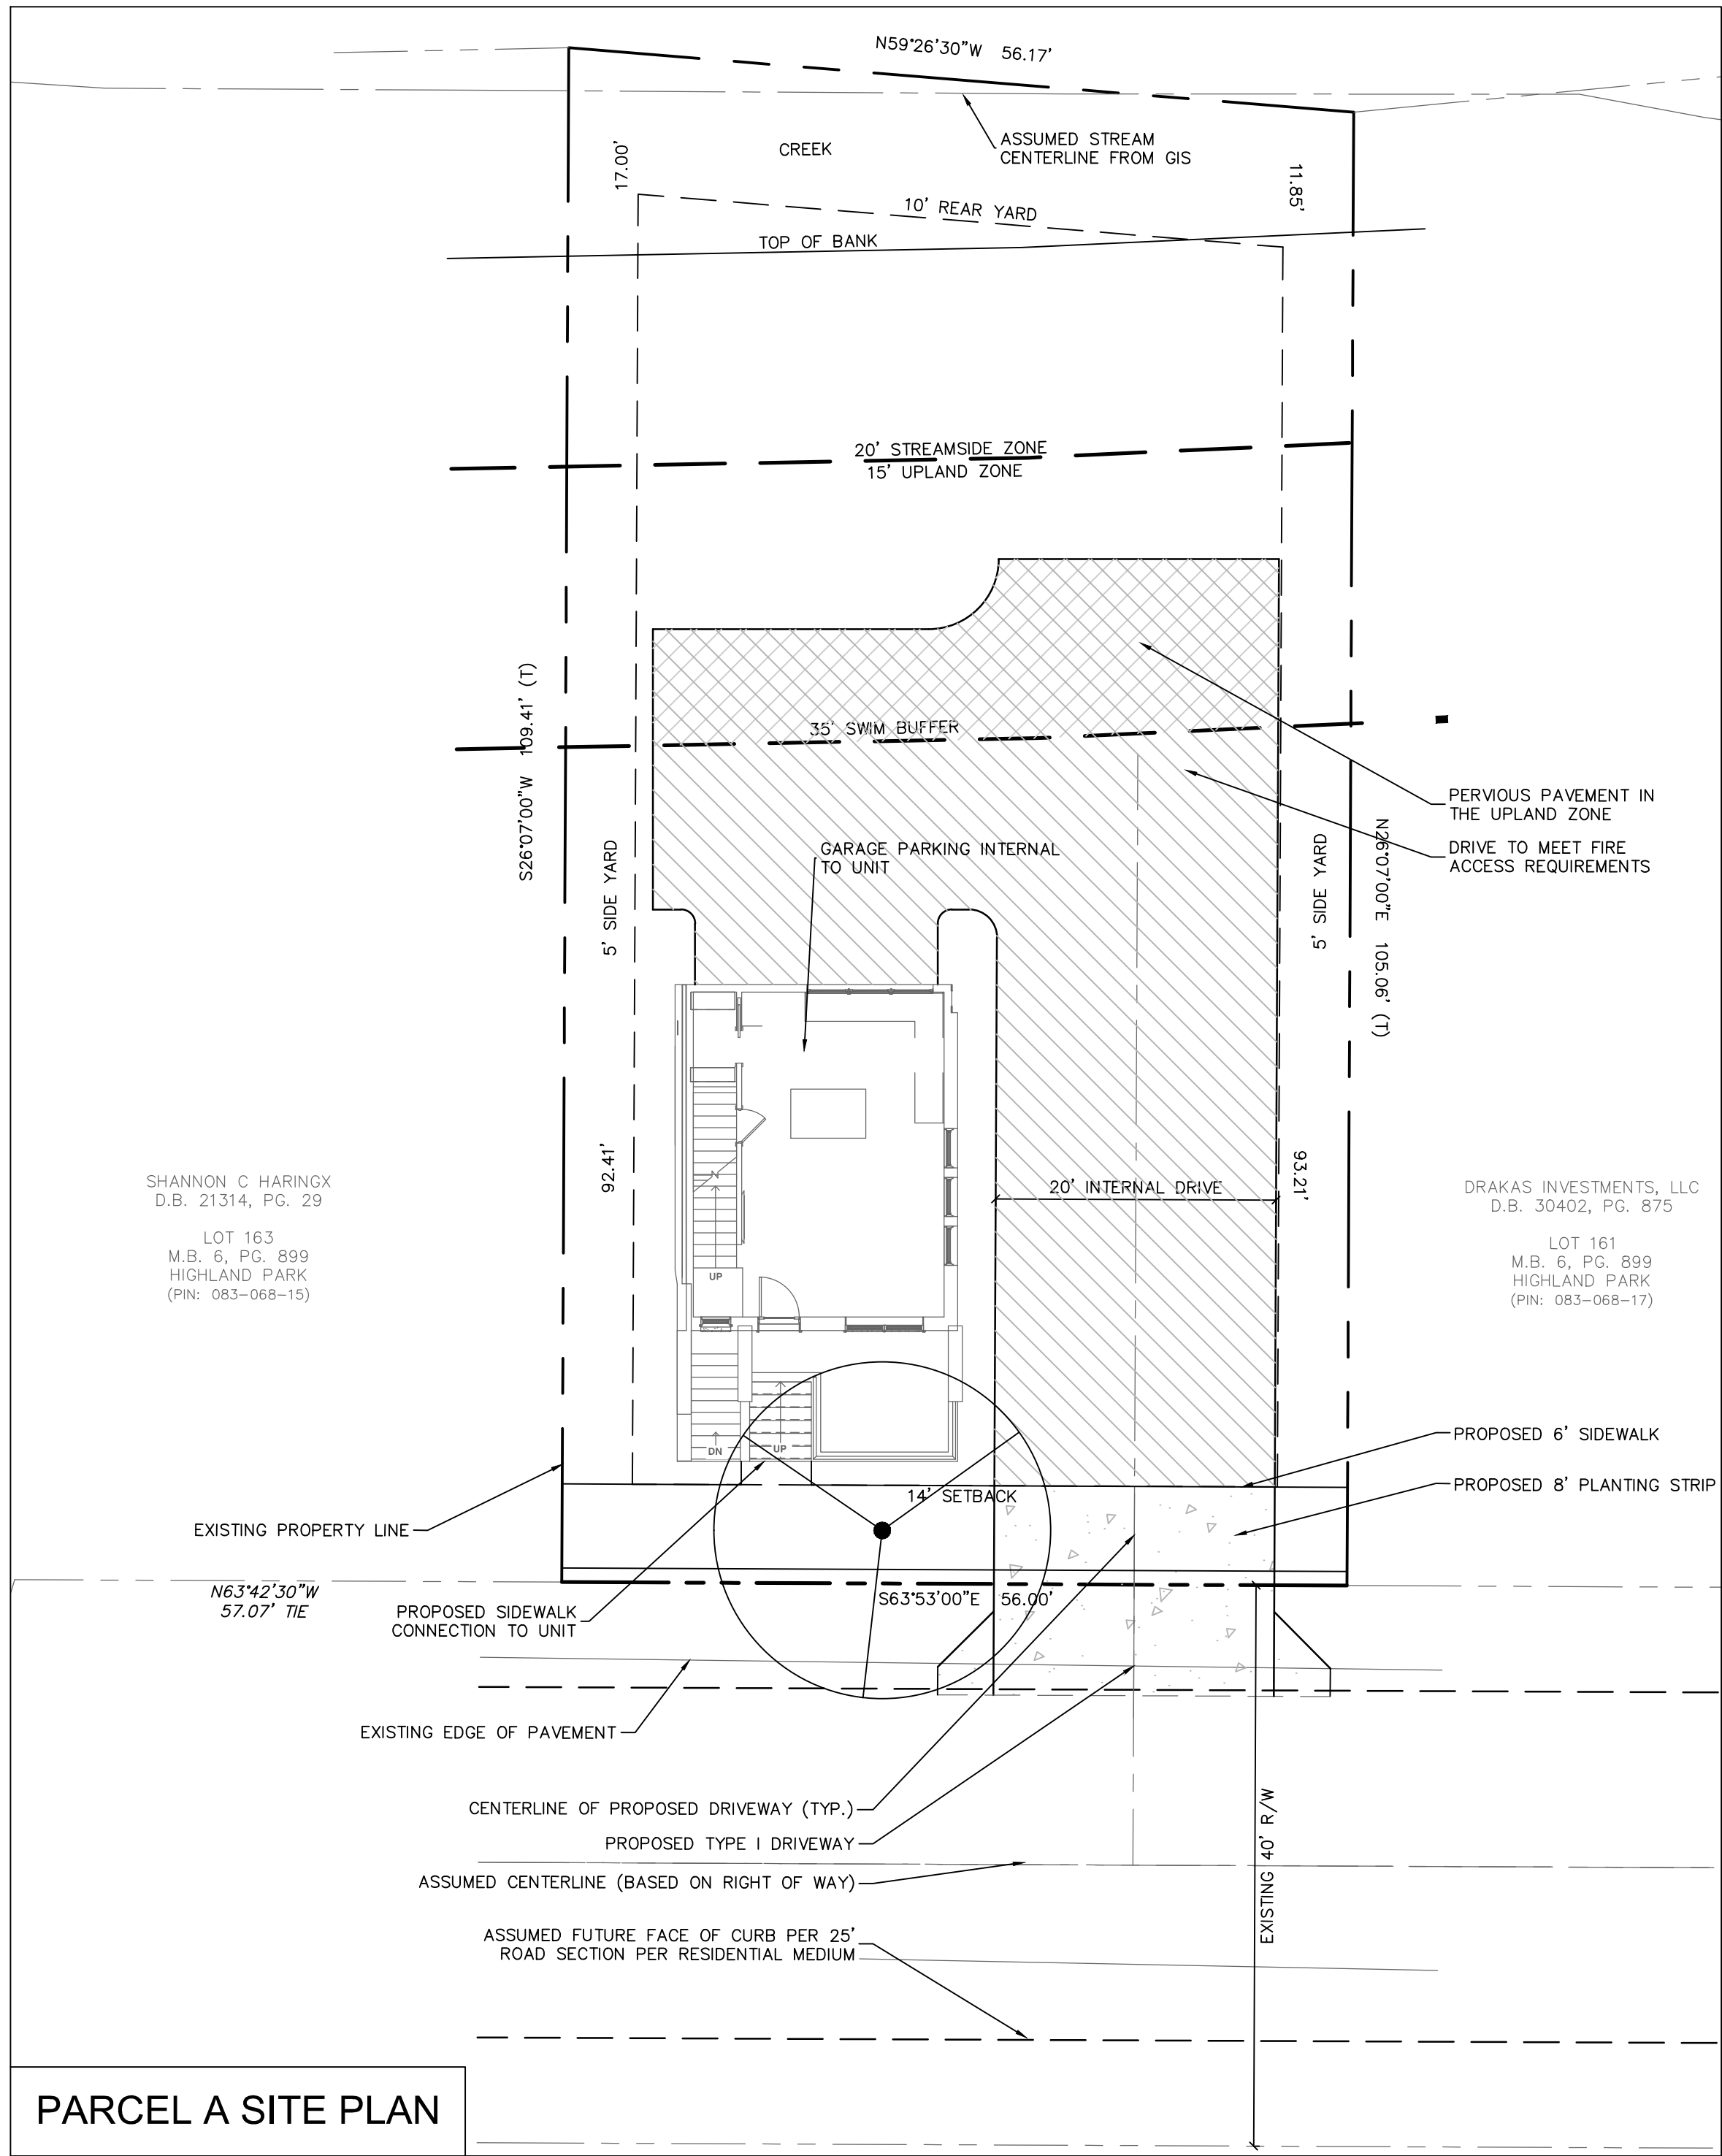 N59°26'30"W 56.17'
ASSUMED STREAM
CENTERLINE FROM GIS
CREEK
17.00'
11.85'
10' REAR YARD
TOP OF BANK
20' STREAMSIDE ZONE
15' UPLAND ZONE
S26°07'00"W 109.41' (T)
35' SWIM BUFFER
PERVIOUS PAVEMENT IN
THE UPLAND ZONE
DRIVE TO MEET FIRE
ACCESS REQUIREMENTS
GARAGE PARKING INTERNAL
TO UNIT
5' SIDE YARD
5' SIDE YARD
N26°07'00"E 105.06' (T)
92.41'
93.21'
20' INTERNAL DRIVE
SHANNON C HARINGX
D.B. 21314, PG. 29
LOT 163
M.B. 6, PG. 899
HIGHLAND PARK
(PIN: 083-068-15)
DRAKAS INVESTMENTS, LLC
D.B. 30402, PG. 875
LOT 161
M.B. 6, PG. 899
HIGHLAND PARK
(PIN: 083-068-17)
UP
DN
UP
PROPOSED 6' SIDEWALK
PROPOSED 8' PLANTING STRIP
14' SETBACK
EXISTING PROPERTY LINE
N63°42'30"W
57.07' TIE
S63°53'00"E 56.00'
PROPOSED SIDEWALK
CONNECTION TO UNIT
EXISTING EDGE OF PAVEMENT
CENTERLINE OF PROPOSED DRIVEWAY (TYP.)
PROPOSED TYPE I DRIVEWAY
ASSUMED CENTERLINE (BASED ON RIGHT OF WAY)
EXISTING 40' R/W
ASSUMED FUTURE FACE OF CURB PER 25'
ROAD SECTION PER RESIDENTIAL MEDIUM
PARCEL A SITE PLAN